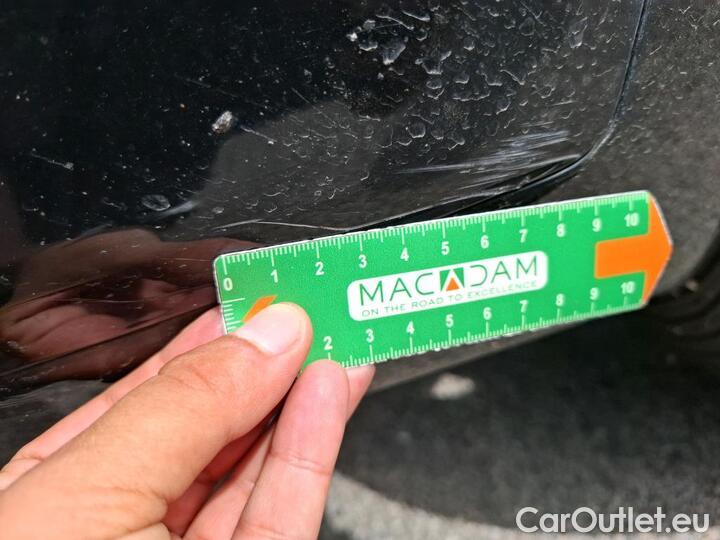 0 1 2 3 4 5 6 7 8 9 10
0
MACADAM
ON THE ROAD TO EXCELLENCE
2 3 4 5 6 7 8 9 10
CarOutlet.eu